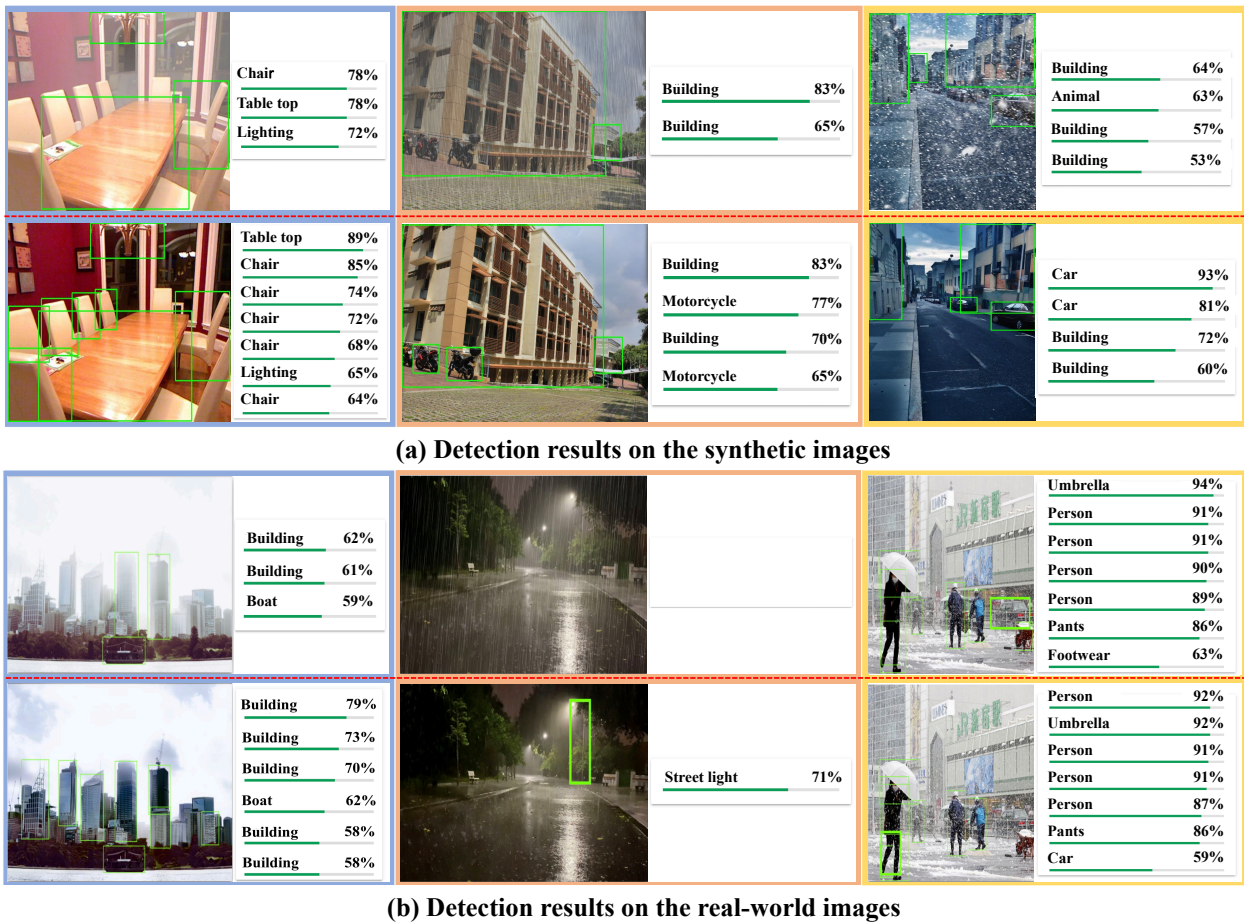 Chair 78%
Table top 78%
Lighting 72%
Building 83%
Building 65%
Building 64%
Animal 63%
Building 57%
Building 53%
Table top 89%
Chair 85%
Chair 74%
Chair 72%
Chair 68%
Lighting 65%
Chair 64%
Building 83%
Motorcycle 77%
Building 70%
Motorcycle 65%
Car 93%
Car 81%
Building 72%
Building 60%
(a) Detection results on the synthetic images
Building 62%
Building 61%
Boat 59%
Umbrella 94%
Person 91%
Person 91%
Person 90%
Person 89%
Pants 86%
Footwear 63%
Building 79%
Building 73%
Building 70%
Boat 62%
Building 58%
Building 58%
Street light 71%
Person 92%
Umbrella 92%
Person 91%
Person 91%
Person 87%
Pants 86%
Car 59%
(b) Detection results on the real-world images